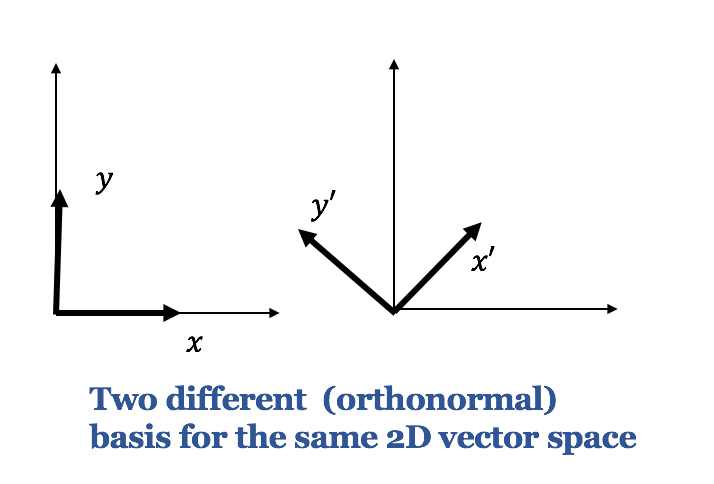 y
y′
x′
x
Two different (orthonormal)
basis for the same 2D vector space